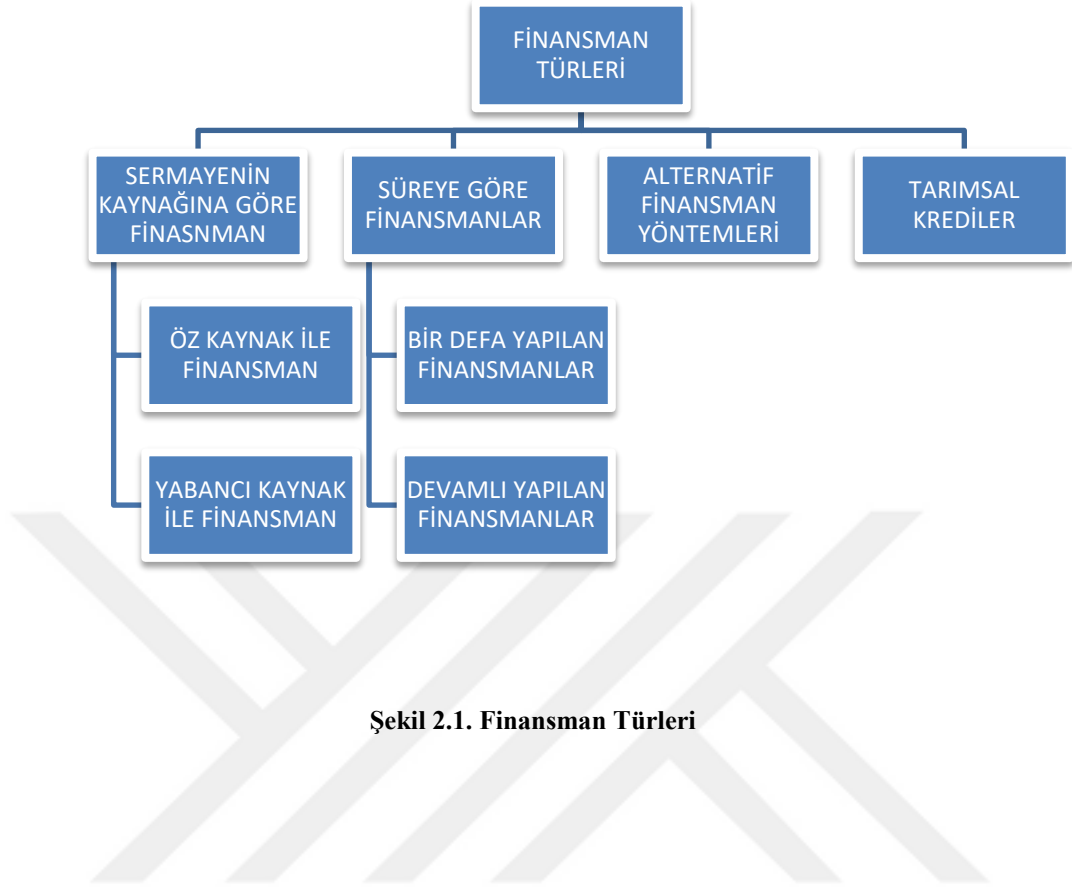 FİNANSMAN
TÜRLERİ
SERMAYENİN
KAYNAĞINA GÖRE
FİNASNMAN
SÜREYE GÖRE
FİNANSMANLAR
ALTERNATİF
FİNANSMAN
YÖNTEMLERİ
TARIMSAL
KREDİLER
ÖZ KAYNAK İLE
FİNANSMAN
BİR DEFA YAPILAN
FİNANSMANLAR
YABANCI KAYNAK
İLE FİNANSMAN
DEVAMLI YAPILAN
FİNANSMANLAR
Şekil 2.1. Finansman Türleri